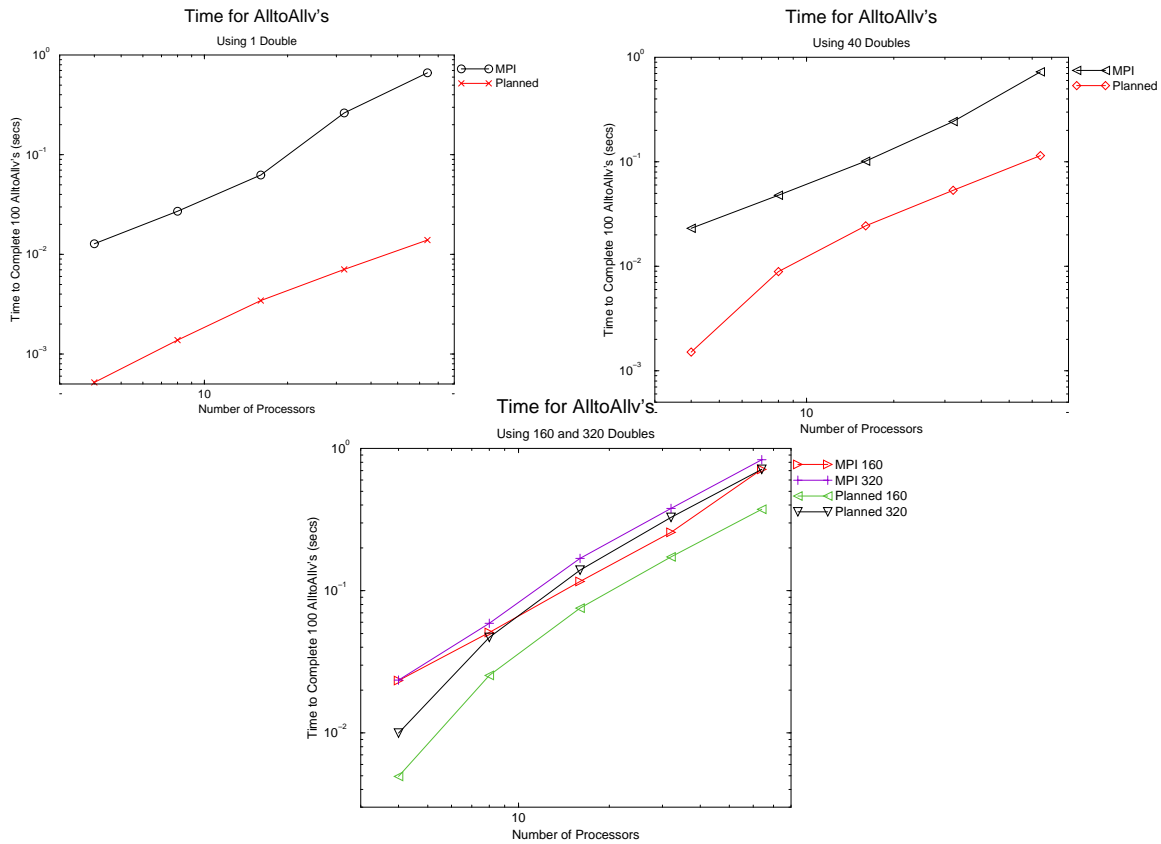 Time for AlltoAllv's
Using 1 Double
10^0
10^-1
10^-2
10^-3
Time to Complete 100 AlltoAllv's (secs)
10
Number of Processors
MPI
Planned
Time for AlltoAllv's
Using 40 Doubles
10^0
10^-1
10^-2
10^-3
Time to Complete 100 AlltoAllv's (secs)
10
Number of Processors
MPI
Planned
Time for AlltoAllv's
Using 160 and 320 Doubles
10^0
10^-1
10^-2
Time to Complete 100 AlltoAllv's (secs)
10
Number of Processors
MPI 160
MPI 320
Planned 160
Planned 320